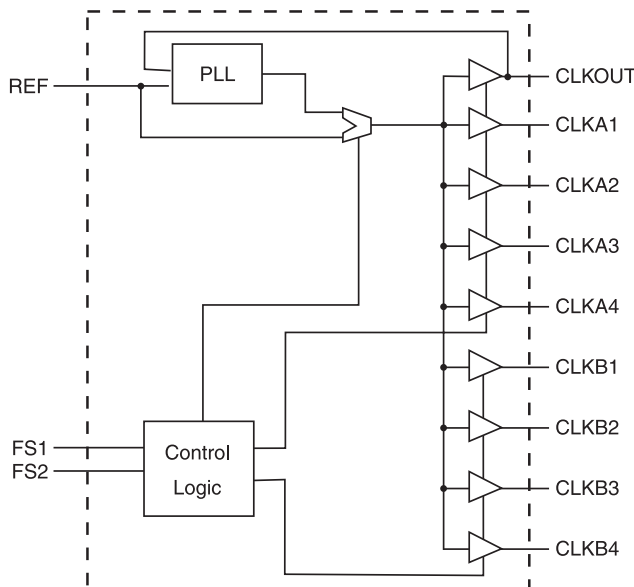 PLL
CLKOUT
REF
CLKA1
CLKA2
CLKA3
CLKA4
CLKB1
CLKB2
FS1
FS2
Control
Logic
CLKB3
CLKB4